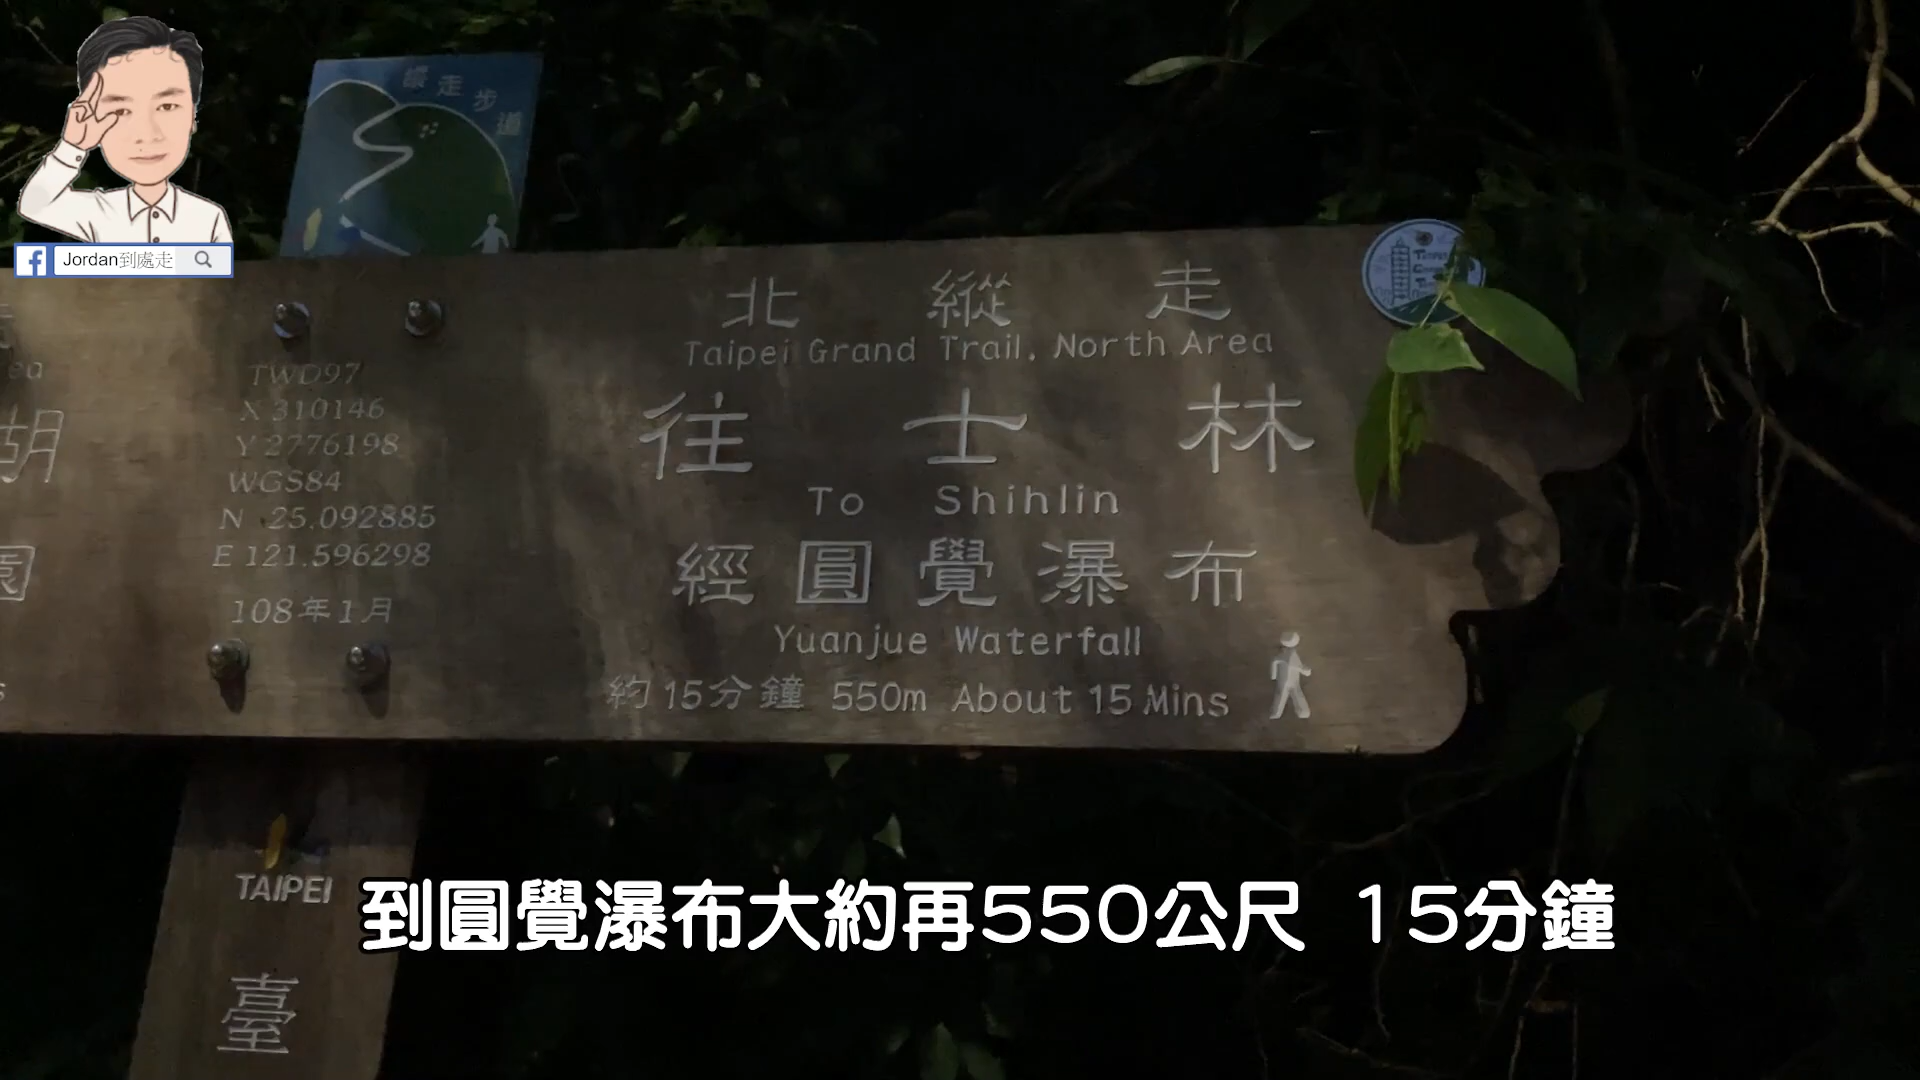 Jordan到處走
縱走步道
北縱走
Taipei Grand Trail, North Area
往士林
To Shihlin
經圓覺瀑布
Yuanjue Waterfall
約15分鐘 550m About 15 Mins
TWD97
X 310146
Y 2776198
WGS84
N 25.092885
E 121.596298
108年1月
湖
園
TAIPEI
臺
到圓覺瀑布大約再550公尺 15分鐘